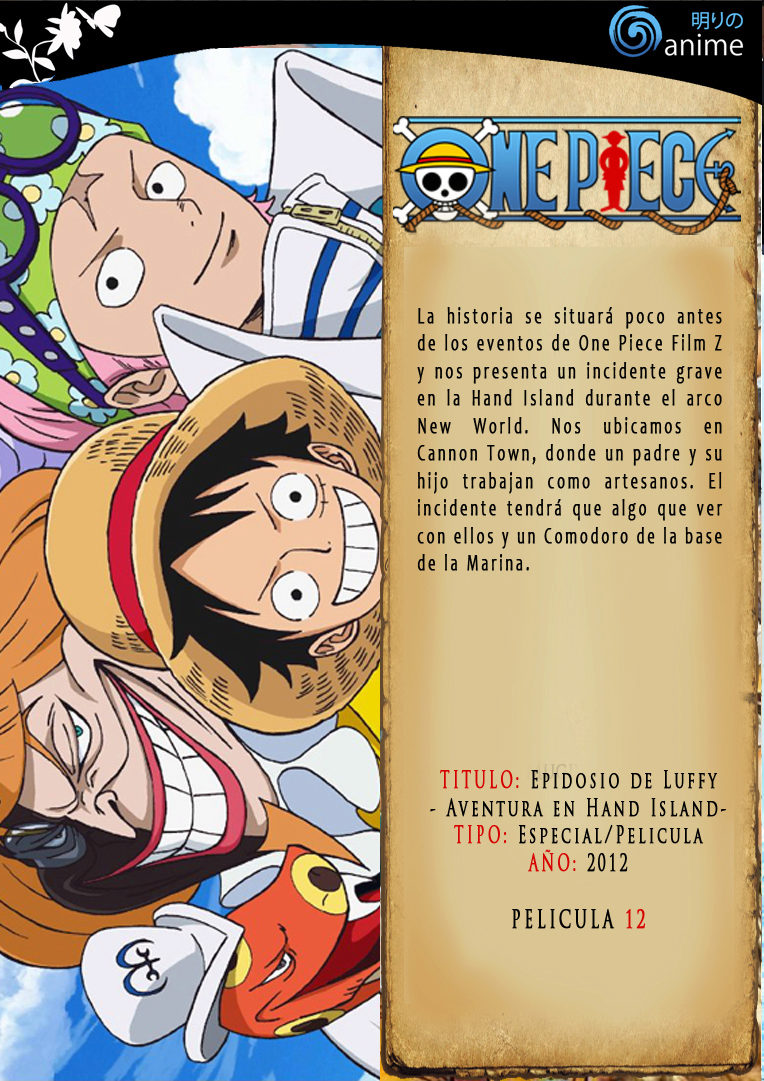 明りの
anime
ONE PIECE
La historia se situará poco antes
de los eventos de One Piece Film Z
y nos presenta un incidente grave
en la Hand Island durante el arco
New World. Nos ubicamos en
Cannon Town, donde un padre y su
hijo trabajan como artesanos. El
incidente tendrá que algo que ver
con ellos y un Comodoro de la base
de la Marina.
TITULO: Epidosio de Luffy
- Aventura en Hand Island-
TIPO: Especial/Pelicula
AÑO: 2012
PELICULA 12